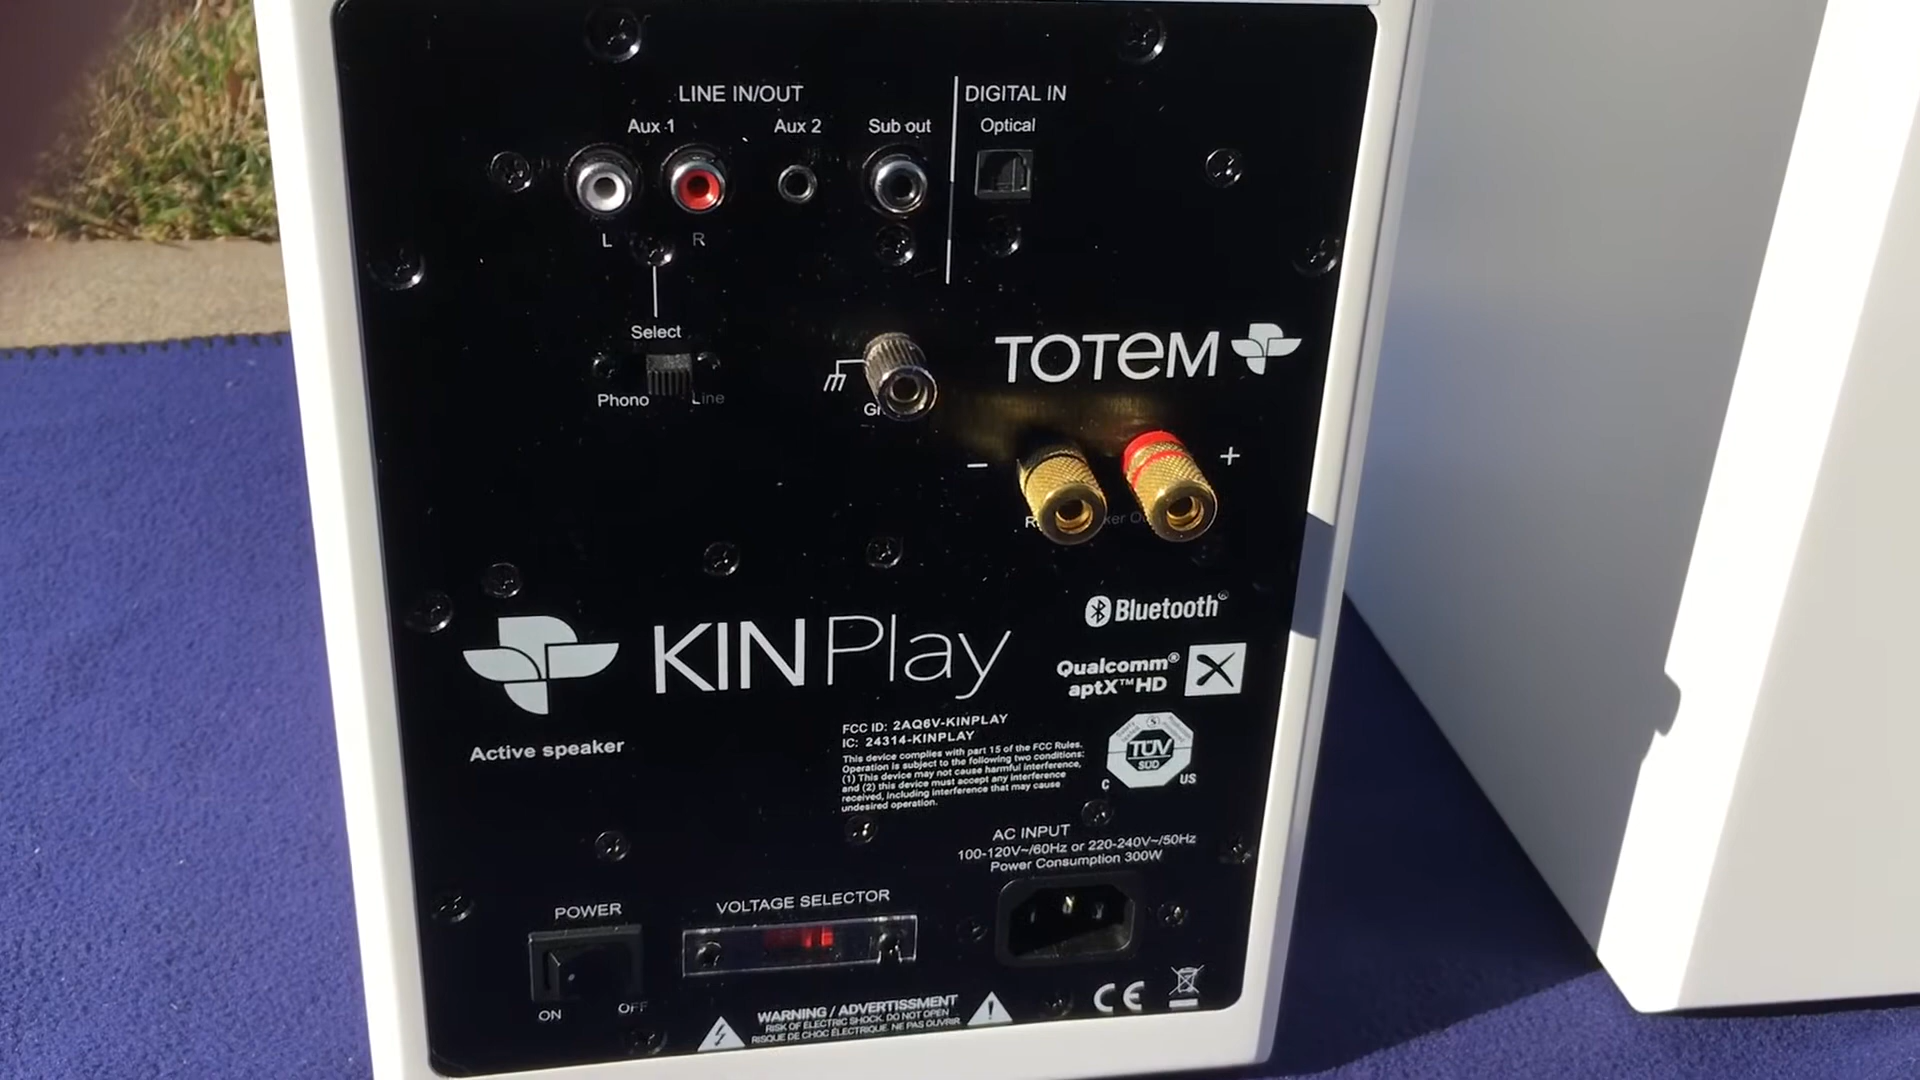 LINE IN/OUT
DIGITAL IN
Aux 1
Aux 2
Sub out
Optical
L
R
Select
Phono
Line
TOTEM
−
+
KIN Play
Active speaker
Bluetooth®
Qualcomm®
aptX™ HD
FCC ID: 2AQ6V-KINPLAY
IC: 24314-KINPLAY
This device complies with part 15 of the FCC Rules.
Operation is subject to the following two conditions:
(1) This device may not cause harmful interference,
and (2) this device must accept any interference
received, including interference that may cause
undesired operation.
TÜV
SÜD
C
US
AC INPUT
100-120V~/60Hz or 220-240V~/50Hz
Power Consumption 300W
POWER
ON
OFF
VOLTAGE SELECTOR
WARNING / ADVERTISSMENT
RISK OF ELECTRIC SHOCK. DO NOT OPEN
RISQUE DE CHOC ÉLECTRIQUE. NE PAS OUVRIR.
CE